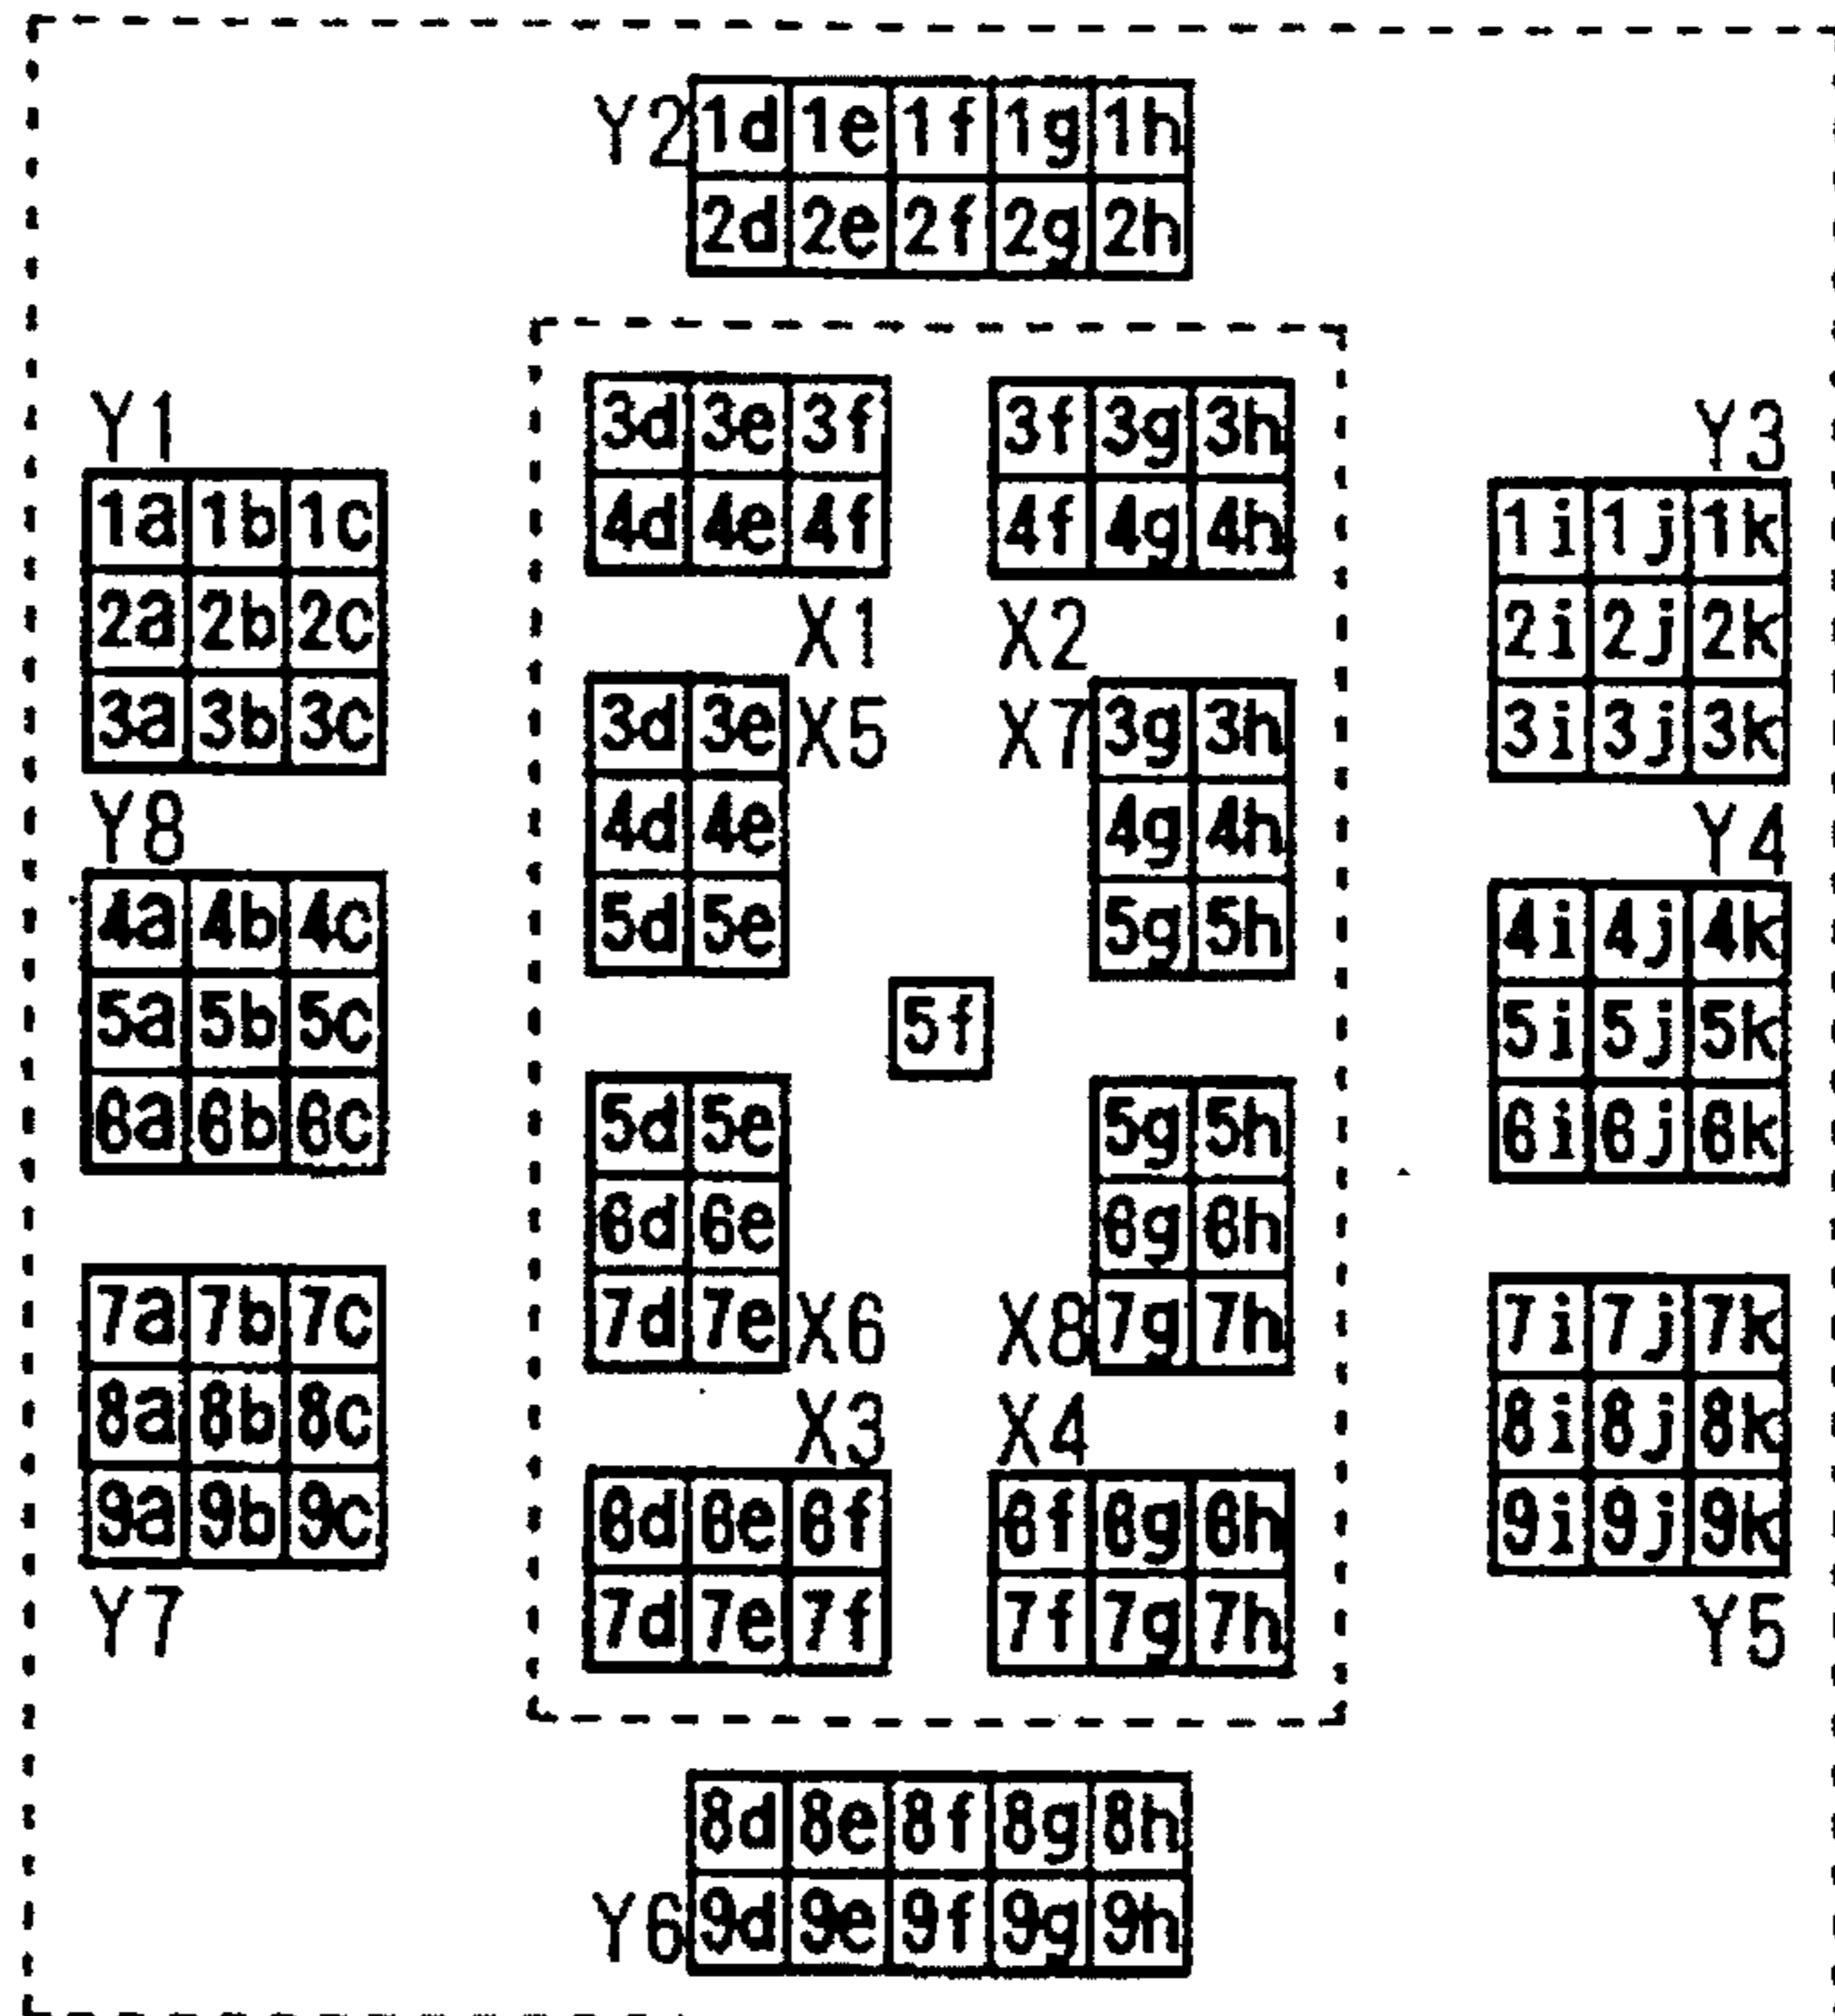 Y2 1d 1e 1f 1g 1h
2d 2e 2f 2g 2h
Y1
1a 1b 1c
2a 2b 2c
3a 3b 3c
Y8
4a 4b 4c
5a 5b 5c
6a 6b 6c
7a 7b 7c
8a 8b 8c
9a 9b 9c
Y7
3d 3e 3f
4d 4e 4f
X1
3f 3g 3h
4f 4g 4h
X2
3d 3e X5
4d 4e
5d 5e
X7 3g 3h
4g 4h
5g 5h
5f
5d 5e
6d 6e
7d 7e X6
5g 5h
6g 6h
X8 7g 7h
X3
6d 6e 6f
7d 7e 7f
X4
6f 6g 6h
7f 7g 7h
Y3
1i 1j 1k
2i 2j 2k
3i 3j 3k
Y4
4i 4j 4k
5i 5j 5k
6i 6j 6k
7i 7j 7k
8i 8j 8k
9i 9j 9k
Y5
8d 8e 8f 8g 8h
Y6 9d 9e 9f 9g 9h